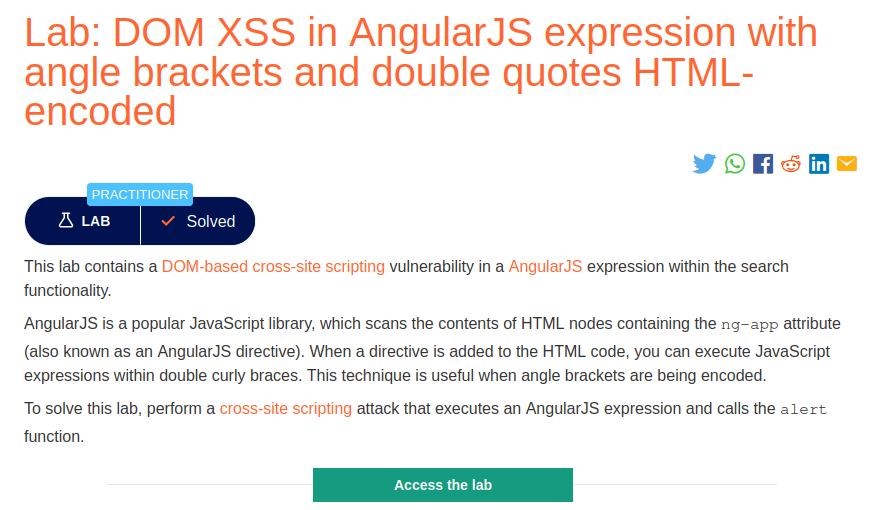 Lab: DOM XSS in AngularJS expression with
angle brackets and double quotes HTML-
encoded
PRACTITIONER
LAB
Solved
This lab contains a DOM-based cross-site scripting vulnerability in a AngularJS expression within the search
functionality.
AngularJS is a popular JavaScript library, which scans the contents of HTML nodes containing the ng-app attribute
(also known as an AngularJS directive). When a directive is added to the HTML code, you can execute JavaScript
expressions within double curly braces. This technique is useful when angle brackets are being encoded.
To solve this lab, perform a cross-site scripting attack that executes an AngularJS expression and calls the alert
function.
Access the lab